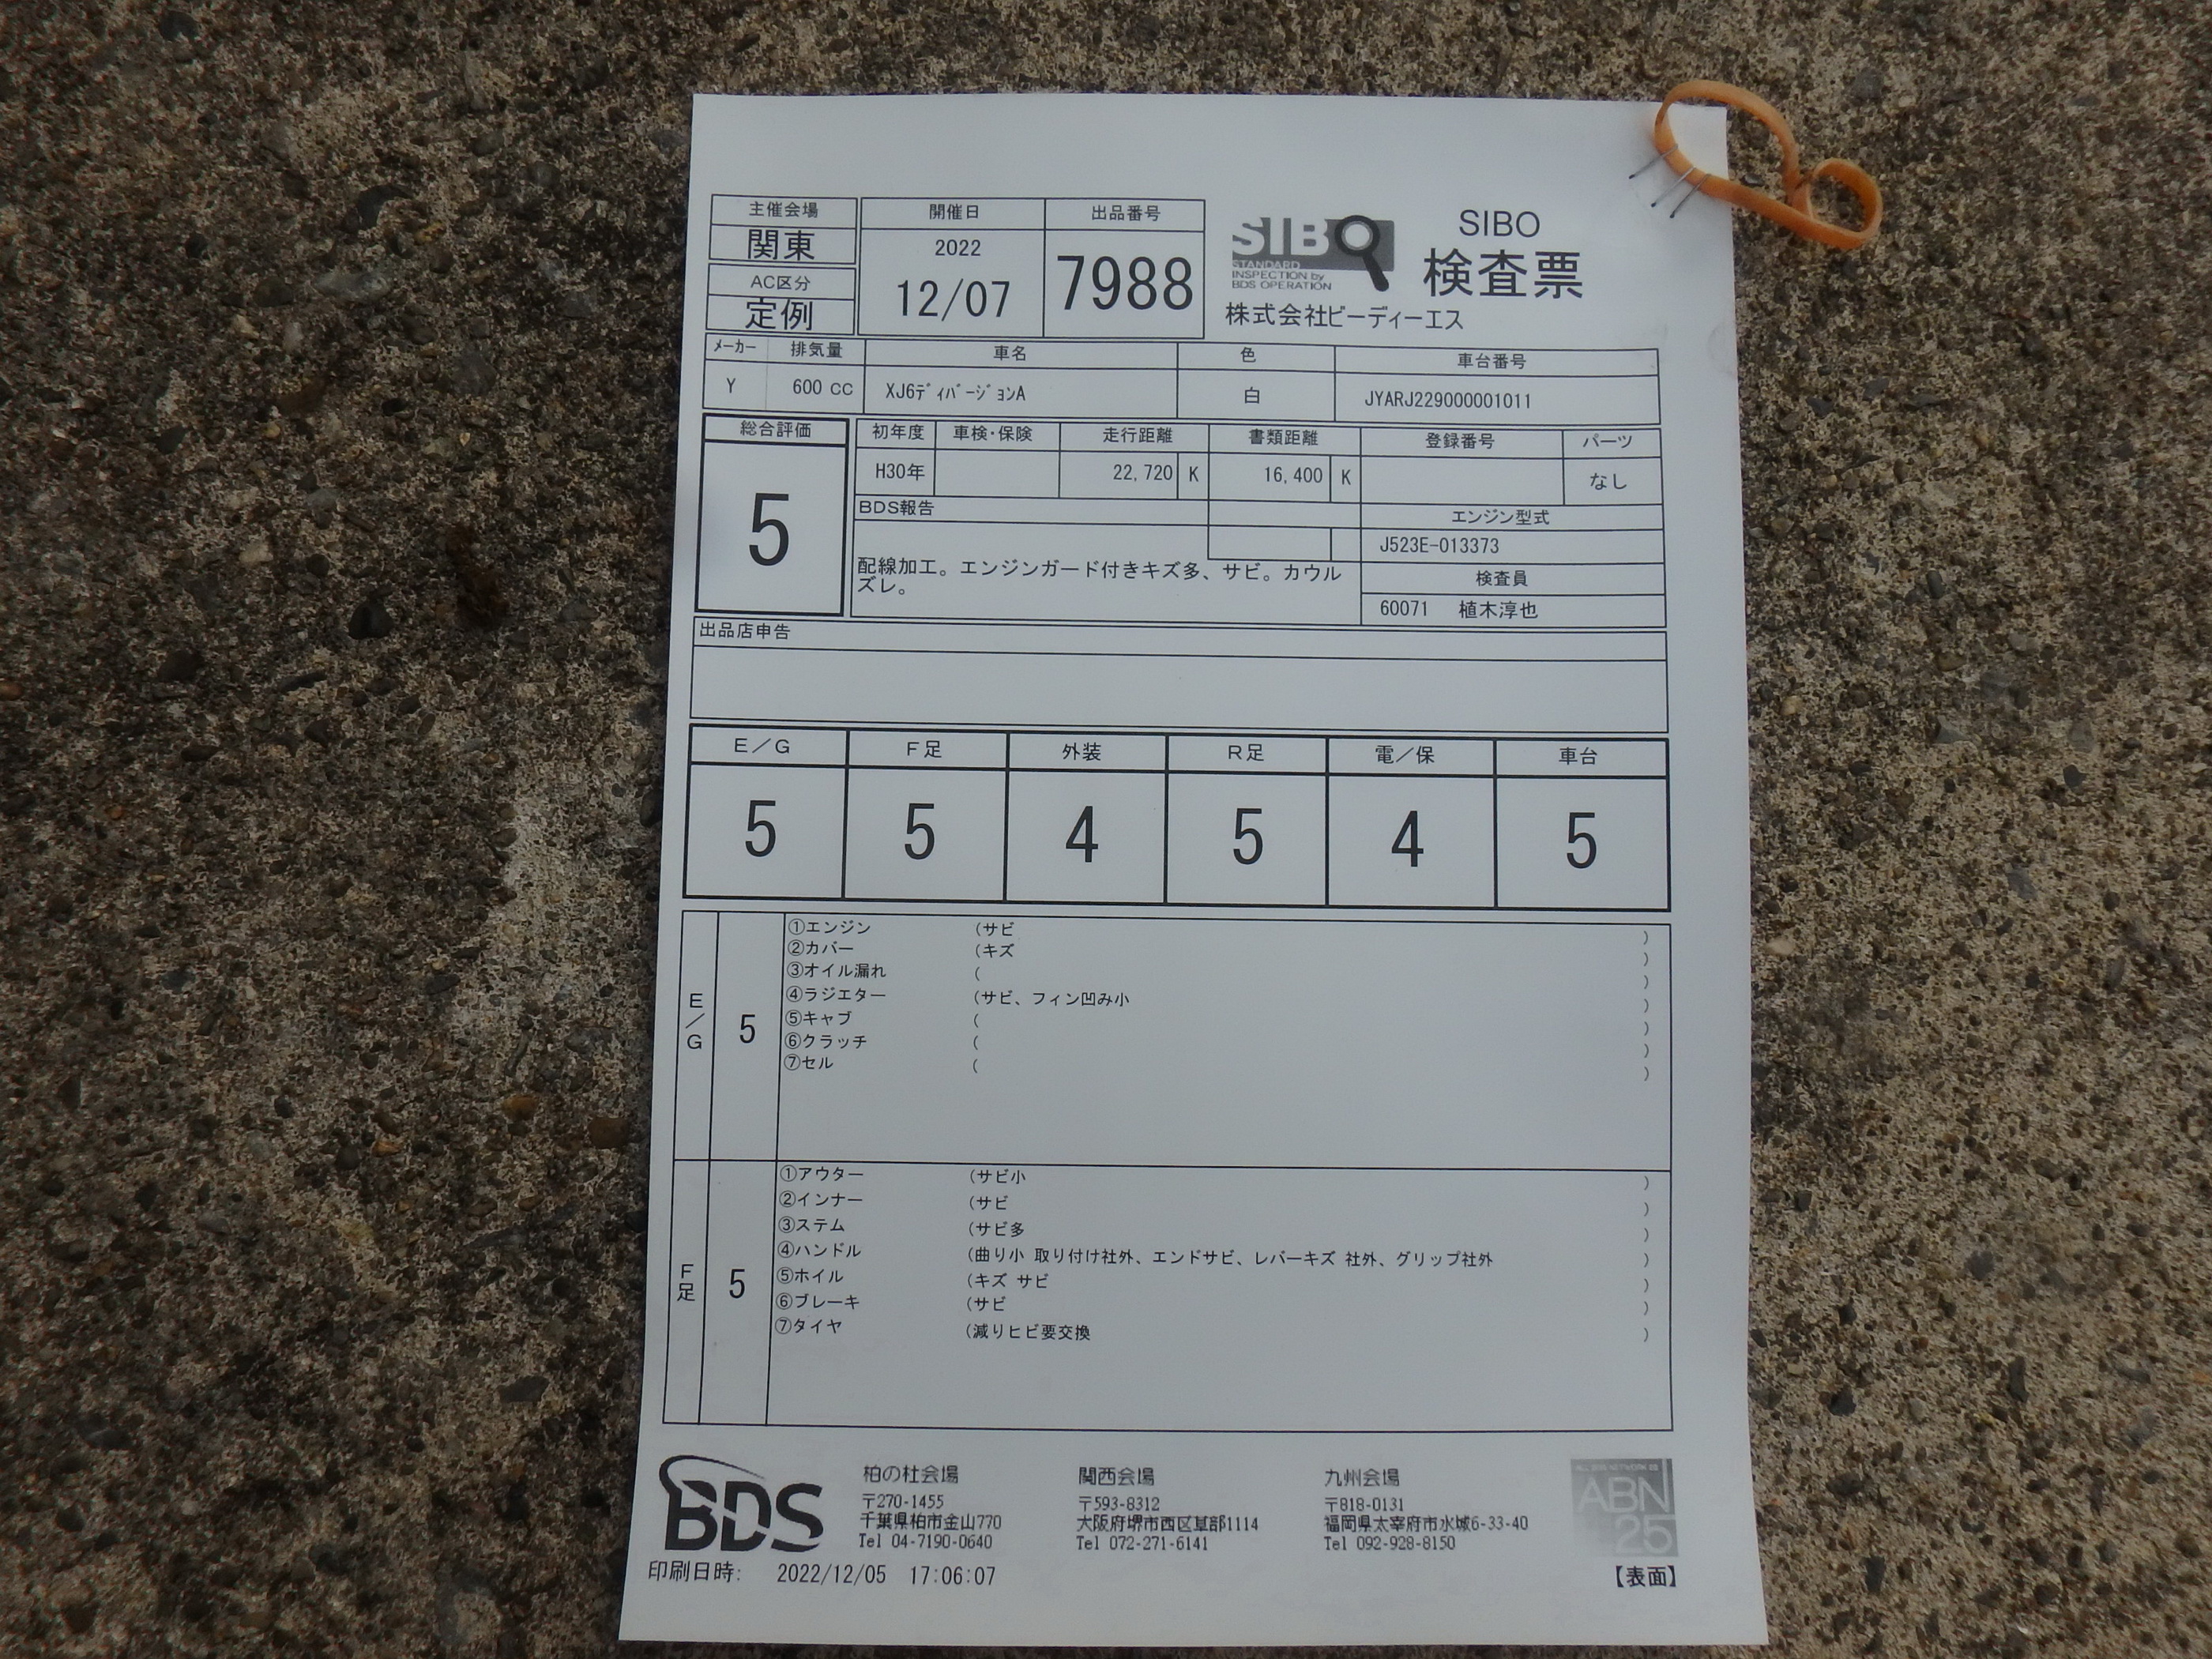 主催会場
関東
AC区分
定例
開催日
2022
12/07
出品番号
7988
SIBO
STANDARD
INSPECTION by
BDS OPERATION
SIBO
検査票
株式会社ビーディーエス
メーカー 排気量 車名 色 車台番号
Y 600 CC XJ6ディバージョンA 白 JYARJ229000001011
総合評価
5
初年度 車検・保険 走行距離 書類距離 登録番号 パーツ
H30年 22,720 K 16,400 K なし
BDS報告
配線加工。エンジンガード付きキズ多、サビ。カウル
ズレ。
エンジン型式
J523E-013373
検査員
60071 植木淳也
出品店申告
E/G F足 外装 R足 電/保 車台
5 5 4 5 4 5
E/G
5
①エンジン (サビ )
②カバー (キズ )
③オイル漏れ ( )
④ラジエター (サビ、フィン凹み小 )
⑤キャブ ( )
⑥クラッチ ( )
⑦セル ( )
F足
5
①アウター (サビ小 )
②インナー (サビ )
③ステム (サビ多 )
④ハンドル (曲り小 取り付け社外、エンドサビ、レバーキズ 社外、グリップ社外 )
⑤ホイル (キズ サビ )
⑥ブレーキ (サビ )
⑦タイヤ (減りヒビ要交換 )
BDS
柏の杜会場
〒270-1455
千葉県柏市金山770
Tel 04-7190-0640
関西会場
〒593-8312
大阪府堺市西区草部1114
Tel 072-271-6141
九州会場
〒818-0131
福岡県太宰府市水城6-33-40
Tel 092-928-8150
ABN
25
印刷日時: 2022/12/05 17:06:07
【表面】